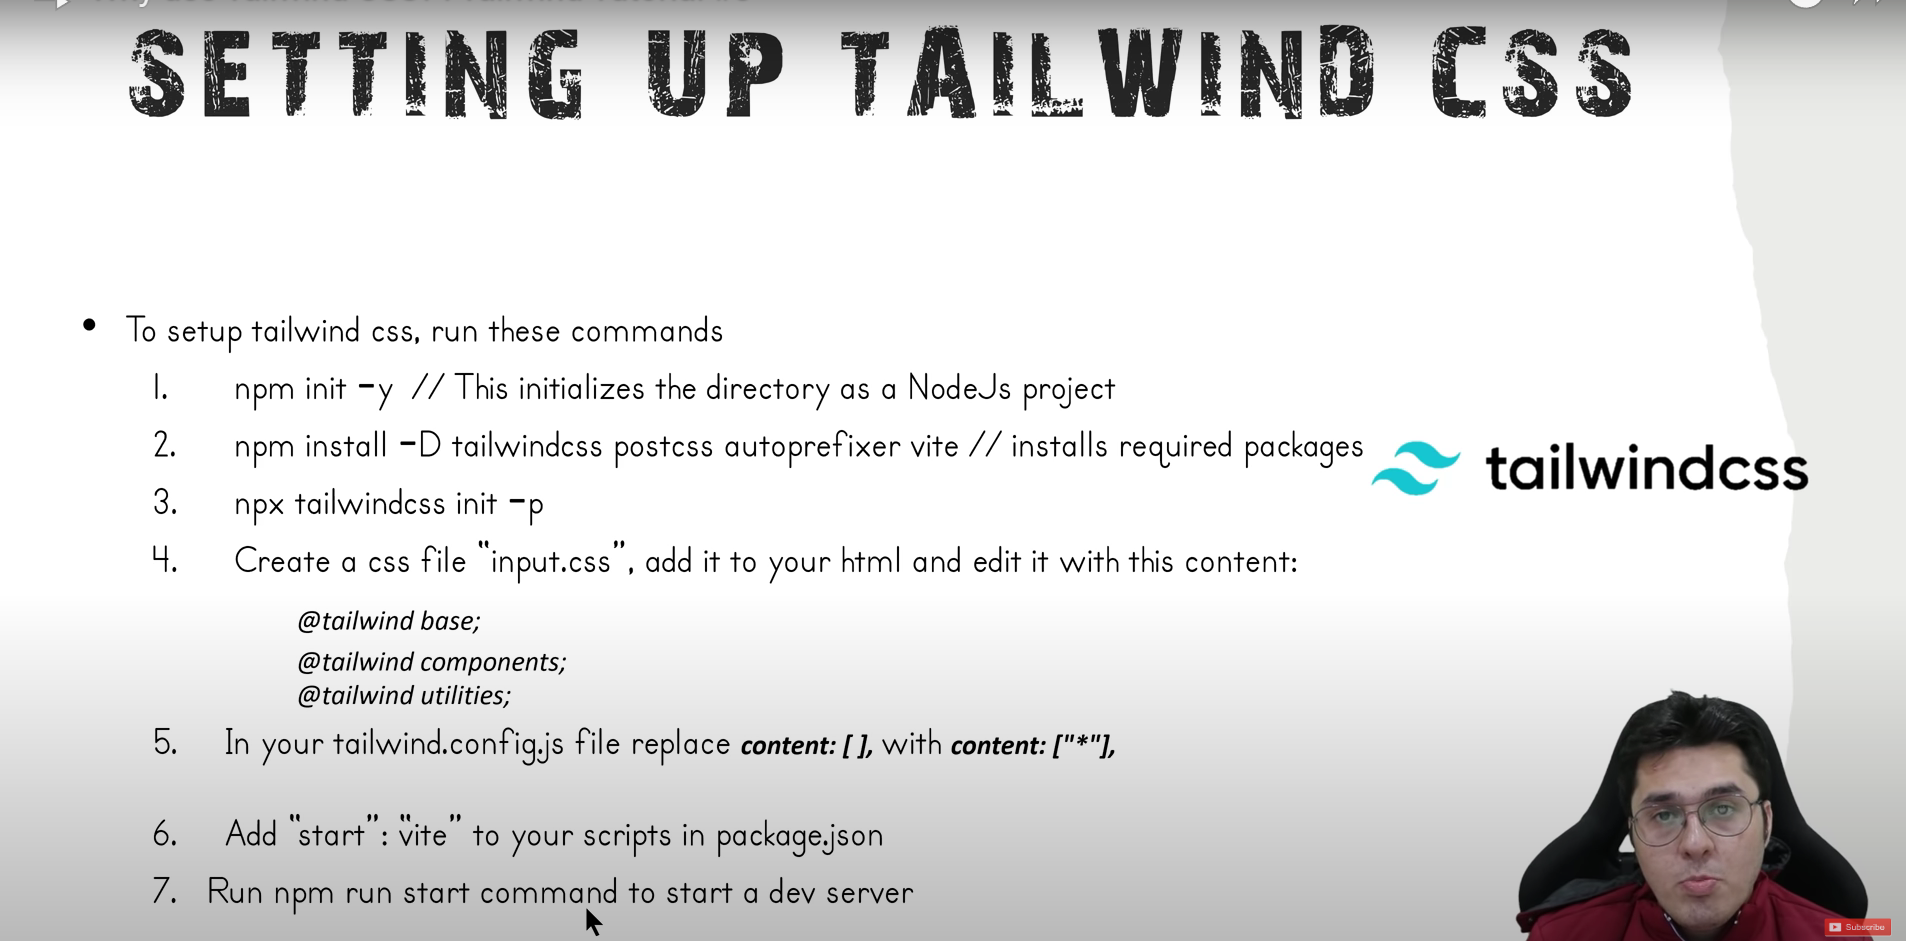 SETTING UP TAILWIND CSS
• To setup tailwind css, run these commands
1. npm init –y // This initializes the directory as a NodeJs project
2. npm install –D tailwindcss postcss autoprefixer vite // installs required packages
tailwindcss
3. npx tailwindcss init –p
4. Create a css file “input.css”, add it to your html and edit it with this content:
@tailwind base;
@tailwind components;
@tailwind utilities;
5. In your tailwind.config.js file replace content: [ ], with content: ["*"],
6. Add “start”: “vite” to your scripts in package.json
7. Run npm run start command to start a dev server
Subscribe